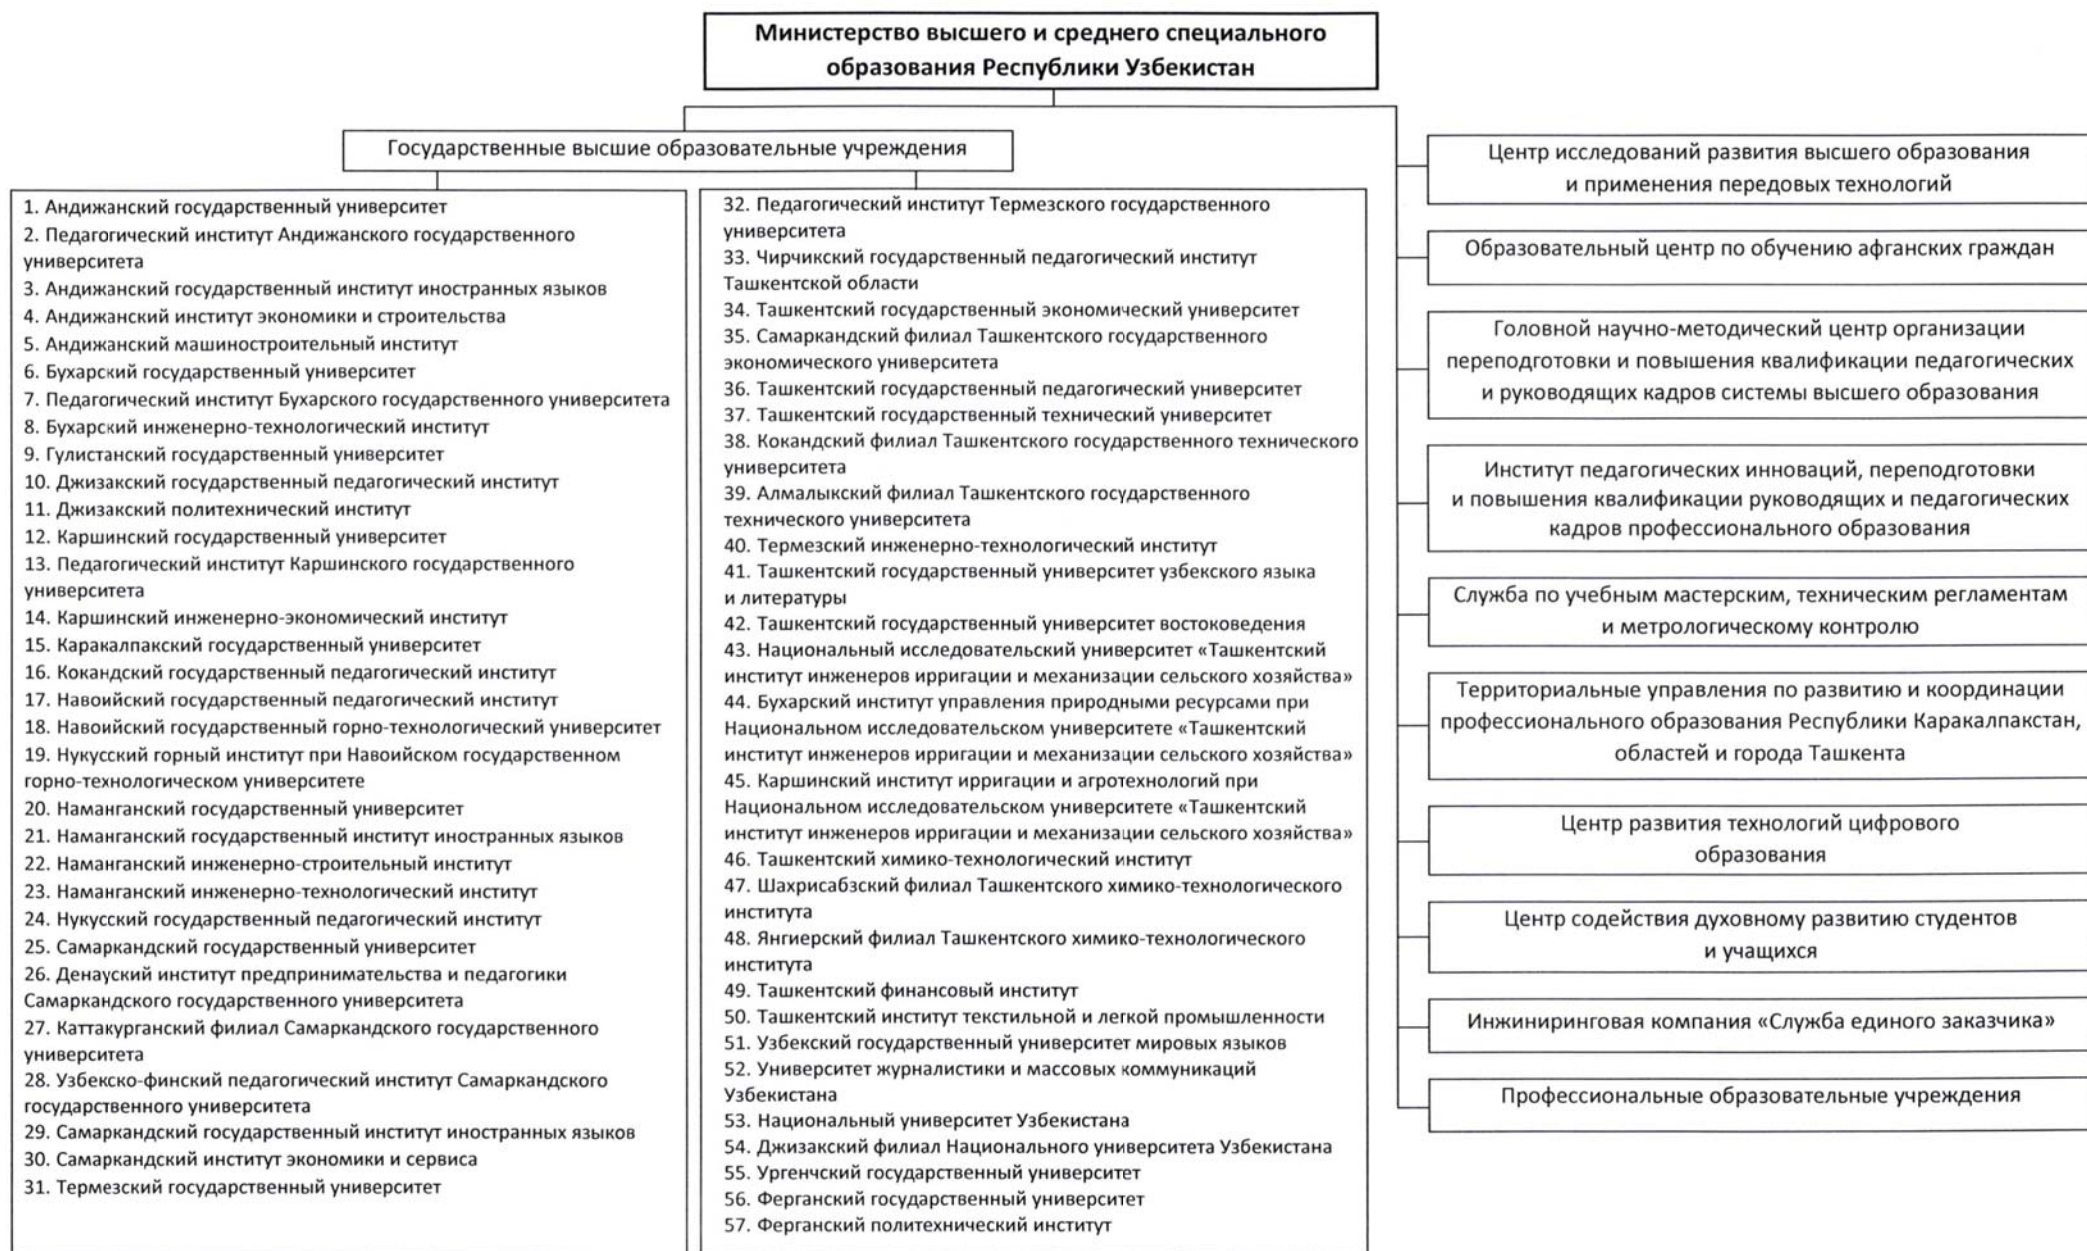 Министерство высшего и среднего специального
образования Республики Узбекистан
Государственные высшие образовательные учреждения
1. Андижанский государственный университет
2. Педагогический институт Андижанского государственного
университета
3. Андижанский государственный институт иностранных языков
4. Андижанский институт экономики и строительства
5. Андижанский машиностроительный институт
6. Бухарский государственный университет
7. Педагогический институт Бухарского государственного университета
8. Бухарский инженерно-технологический институт
9. Гулистанский государственный университет
10. Джизакский государственный педагогический институт
11. Джизакский политехнический институт
12. Каршинский государственный университет
13. Педагогический институт Каршинского государственного
университета
14. Каршинский инженерно-экономический институт
15. Каракалпакский государственный университет
16. Кокандский государственный педагогический институт
17. Навоийский государственный педагогический институт
18. Навоийский государственный горно-технологический университет
19. Нукусский горный институт при Навоийском государственном
горно-технологическом университете
20. Наманганский государственный университет
21. Наманганский государственный институт иностранных языков
22. Наманганский инженерно-строительный институт
23. Наманганский инженерно-технологический институт
24. Нукусский государственный педагогический институт
25. Самаркандский государственный университет
26. Денауский институт предпринимательства и педагогики
Самаркандского государственного университета
27. Каттакурганский филиал Самаркандского государственного
университета
28. Узбекско-финский педагогический институт Самаркандского
государственного университета
29. Самаркандский государственный институт иностранных языков
30. Самаркандский институт экономики и сервиса
31. Термезский государственный университет
32. Педагогический институт Термезского государственного
университета
33. Чирчикский государственный педагогический институт
Ташкентской области
34. Ташкентский государственный экономический университет
35. Самаркандский филиал Ташкентского государственного
экономического университета
36. Ташкентский государственный педагогический университет
37. Ташкентский государственный технический университет
38. Кокандский филиал Ташкентского государственного технического
университета
39. Алмалыкский филиал Ташкентского государственного
технического университета
40. Термезский инженерно-технологический институт
41. Ташкентский государственный университет узбекского языка
и литературы
42. Ташкентский государственный университет востоковедения
43. Национальный исследовательский университет «Ташкентский
институт инженеров ирригации и механизации сельского хозяйства»
44. Бухарский институт управления природными ресурсами при
Национальном исследовательском университете «Ташкентский
институт инженеров ирригации и механизации сельского хозяйства»
45. Каршинский институт ирригации и агротехнологий при
Национальном исследовательском университете «Ташкентский
институт инженеров ирригации и механизации сельского хозяйства»
46. Ташкентский химико-технологический институт
47. Шахрисабзский филиал Ташкентского химико-технологического
института
48. Янгиерский филиал Ташкентского химико-технологического
института
49. Ташкентский финансовый институт
50. Ташкентский институт текстильной и легкой промышленности
51. Узбекский государственный университет мировых языков
52. Университет журналистики и массовых коммуникаций
Узбекистана
53. Национальный университет Узбекистана
54. Джизакский филиал Национального университета Узбекистана
55. Ургенчский государственный университет
56. Ферганский государственный университет
57. Ферганский политехнический институт
Центр исследований развития высшего образования
и применения передовых технологий
Образовательный центр по обучению афганских граждан
Головной научно-методический центр организации
переподготовки и повышения квалификации педагогических
и руководящих кадров системы высшего образования
Институт педагогических инноваций, переподготовки
и повышения квалификации руководящих и педагогических
кадров профессионального образования
Служба по учебным мастерским, техническим регламентам
и метрологическому контролю
Территориальные управления по развитию и координации
профессионального образования Республики Каракалпакстан,
областей и города Ташкента
Центр развития технологий цифрового
образования
Центр содействия духовному развитию студентов
и учащихся
Инжиниринговая компания «Служба единого заказчика»
Профессиональные образовательные учреждения